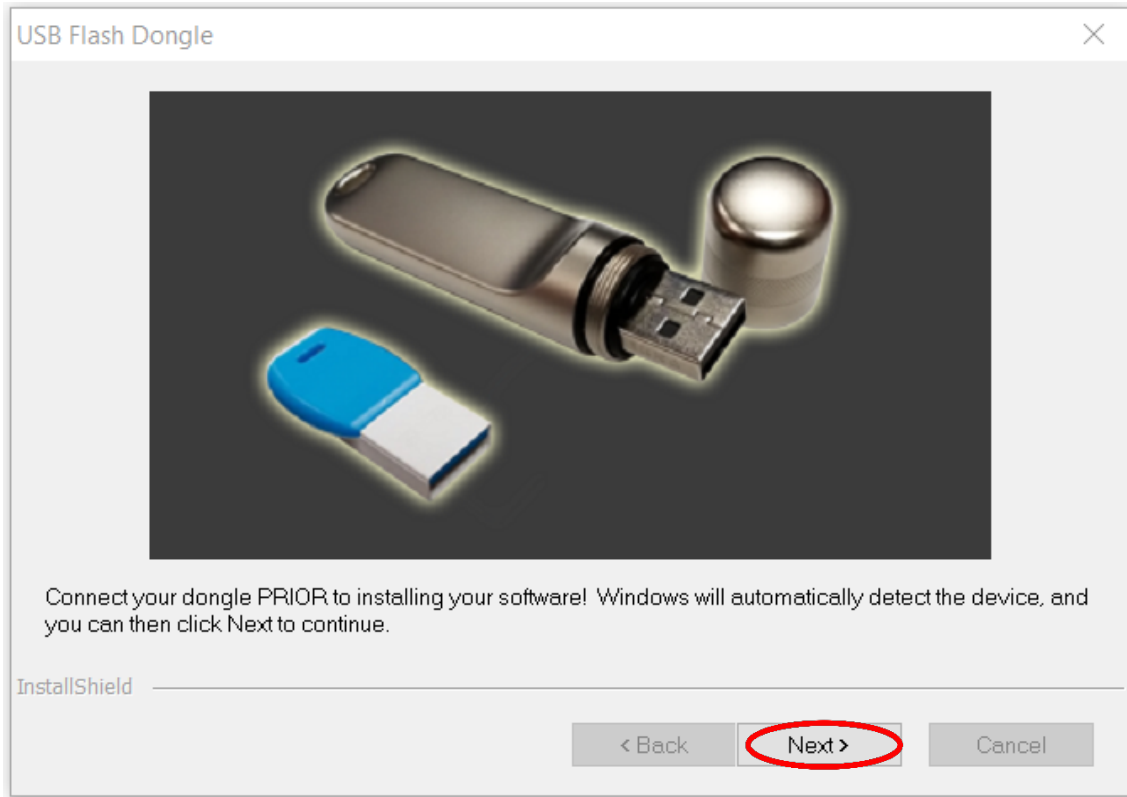 USB Flash Dongle
Connect your dongle PRIOR to installing your software! Windows will automatically detect the device, and
you can then click Next to continue.
InstallShield
< Back
Next >
Cancel